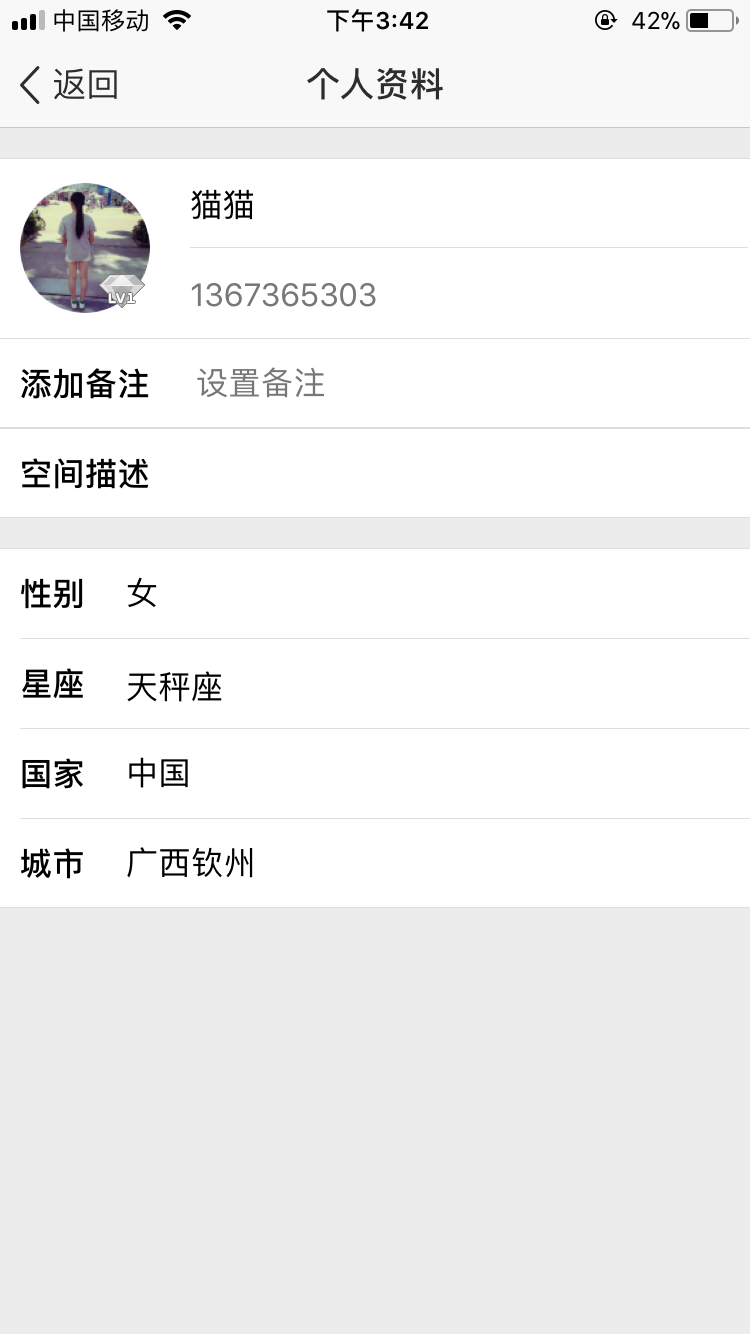 中国移动 下午3:42 42%
返回 个人资料
猫猫
LV1
1367365303
添加备注 设置备注
空间描述
性别 女
星座 天秤座
国家 中国
城市 广西钦州